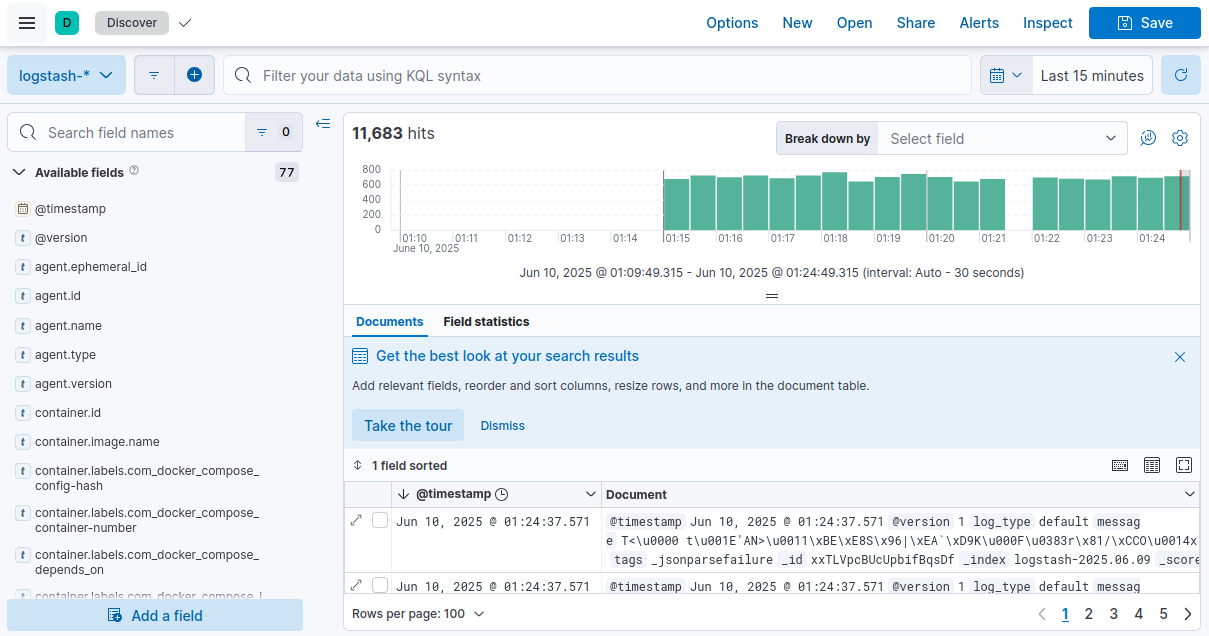 D
Discover
Options
New
Open
Share
Alerts
Inspect
Save
logstash-*
Filter your data using KQL syntax
Last 15 minutes
Search field names
0
Available fields
77
@timestamp
t @version
t agent.ephemeral_id
t agent.id
t agent.name
t agent.type
t agent.version
t container.id
t container.image.name
t container.labels.com_docker_compose_
config-hash
t container.labels.com_docker_compose_
container-number
t container.labels.com_docker_compose_
depends_on
Add a field
11,683 hits
Break down by
Select field
800
600
400
200
0
01:10 01:11 01:12 01:13 01:14 01:15 01:16 01:17 01:18 01:19 01:20 01:21 01:22 01:23 01:24
June 10, 2025
Jun 10, 2025 @ 01:09:49.315 - Jun 10, 2025 @ 01:24:49.315 (interval: Auto - 30 seconds)
Documents
Field statistics
Get the best look at your search results
Add relevant fields, reorder and sort columns, resize rows, and more in the document table.
Take the tour
Dismiss
1 field sorted
@timestamp
Document
Jun 10, 2025 @ 01:24:37.571
@timestamp Jun 10, 2025 @ 01:24:37.571 @version 1 log_type default messag
e T<\u0000 t\u001E'AN>\u0011\xBE\xE8S\x96|\xEA`\xD9K\u000F\u0383r\x81/\xCCO\u0014x
tags _jsonparsefailure _id xxTLVpcBUcUpbifBqsDf _index logstash-2025.06.09 _score
Jun 10, 2025 @ 01:24:37.571
@timestamp Jun 10, 2025 @ 01:24:37.571 @version 1 log_type default messag
Rows per page: 100
1 2 3 4 5